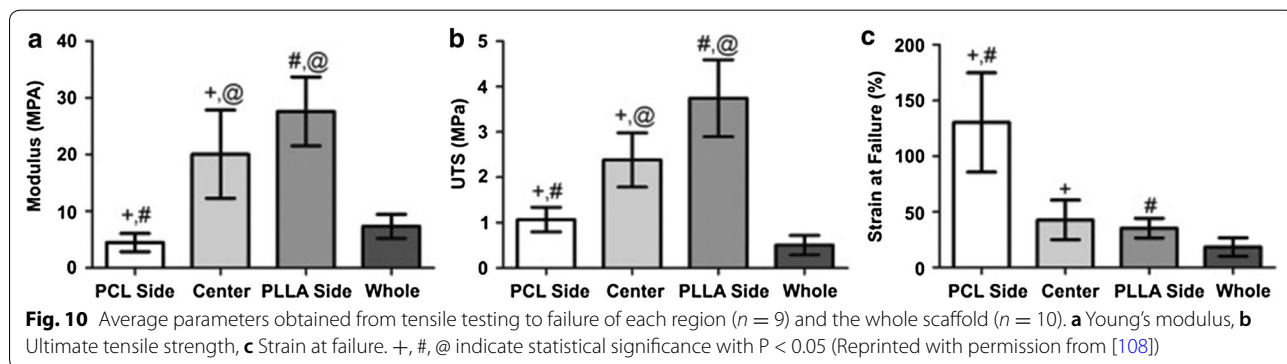 a
b
c
40
30
20
10
0
Modulus (MPA)
+,#
+,@
#,@
PCL Side Center PLLA Side Whole
5
4
3
2
1
0
UTS (MPa)
+,#
+,@
#,@
PCL Side Center PLLA Side Whole
200
150
100
50
0
Strain at Failure (%)
+,#
+
#
PCL Side Center PLLA Side Whole
Fig. 10 Average parameters obtained from tensile testing to failure of each region (n = 9) and the whole scaffold (n = 10). a Young's modulus, b
Ultimate tensile strength, c Strain at failure. +, #, @ indicate statistical significance with P < 0.05 (Reprinted with permission from [108])